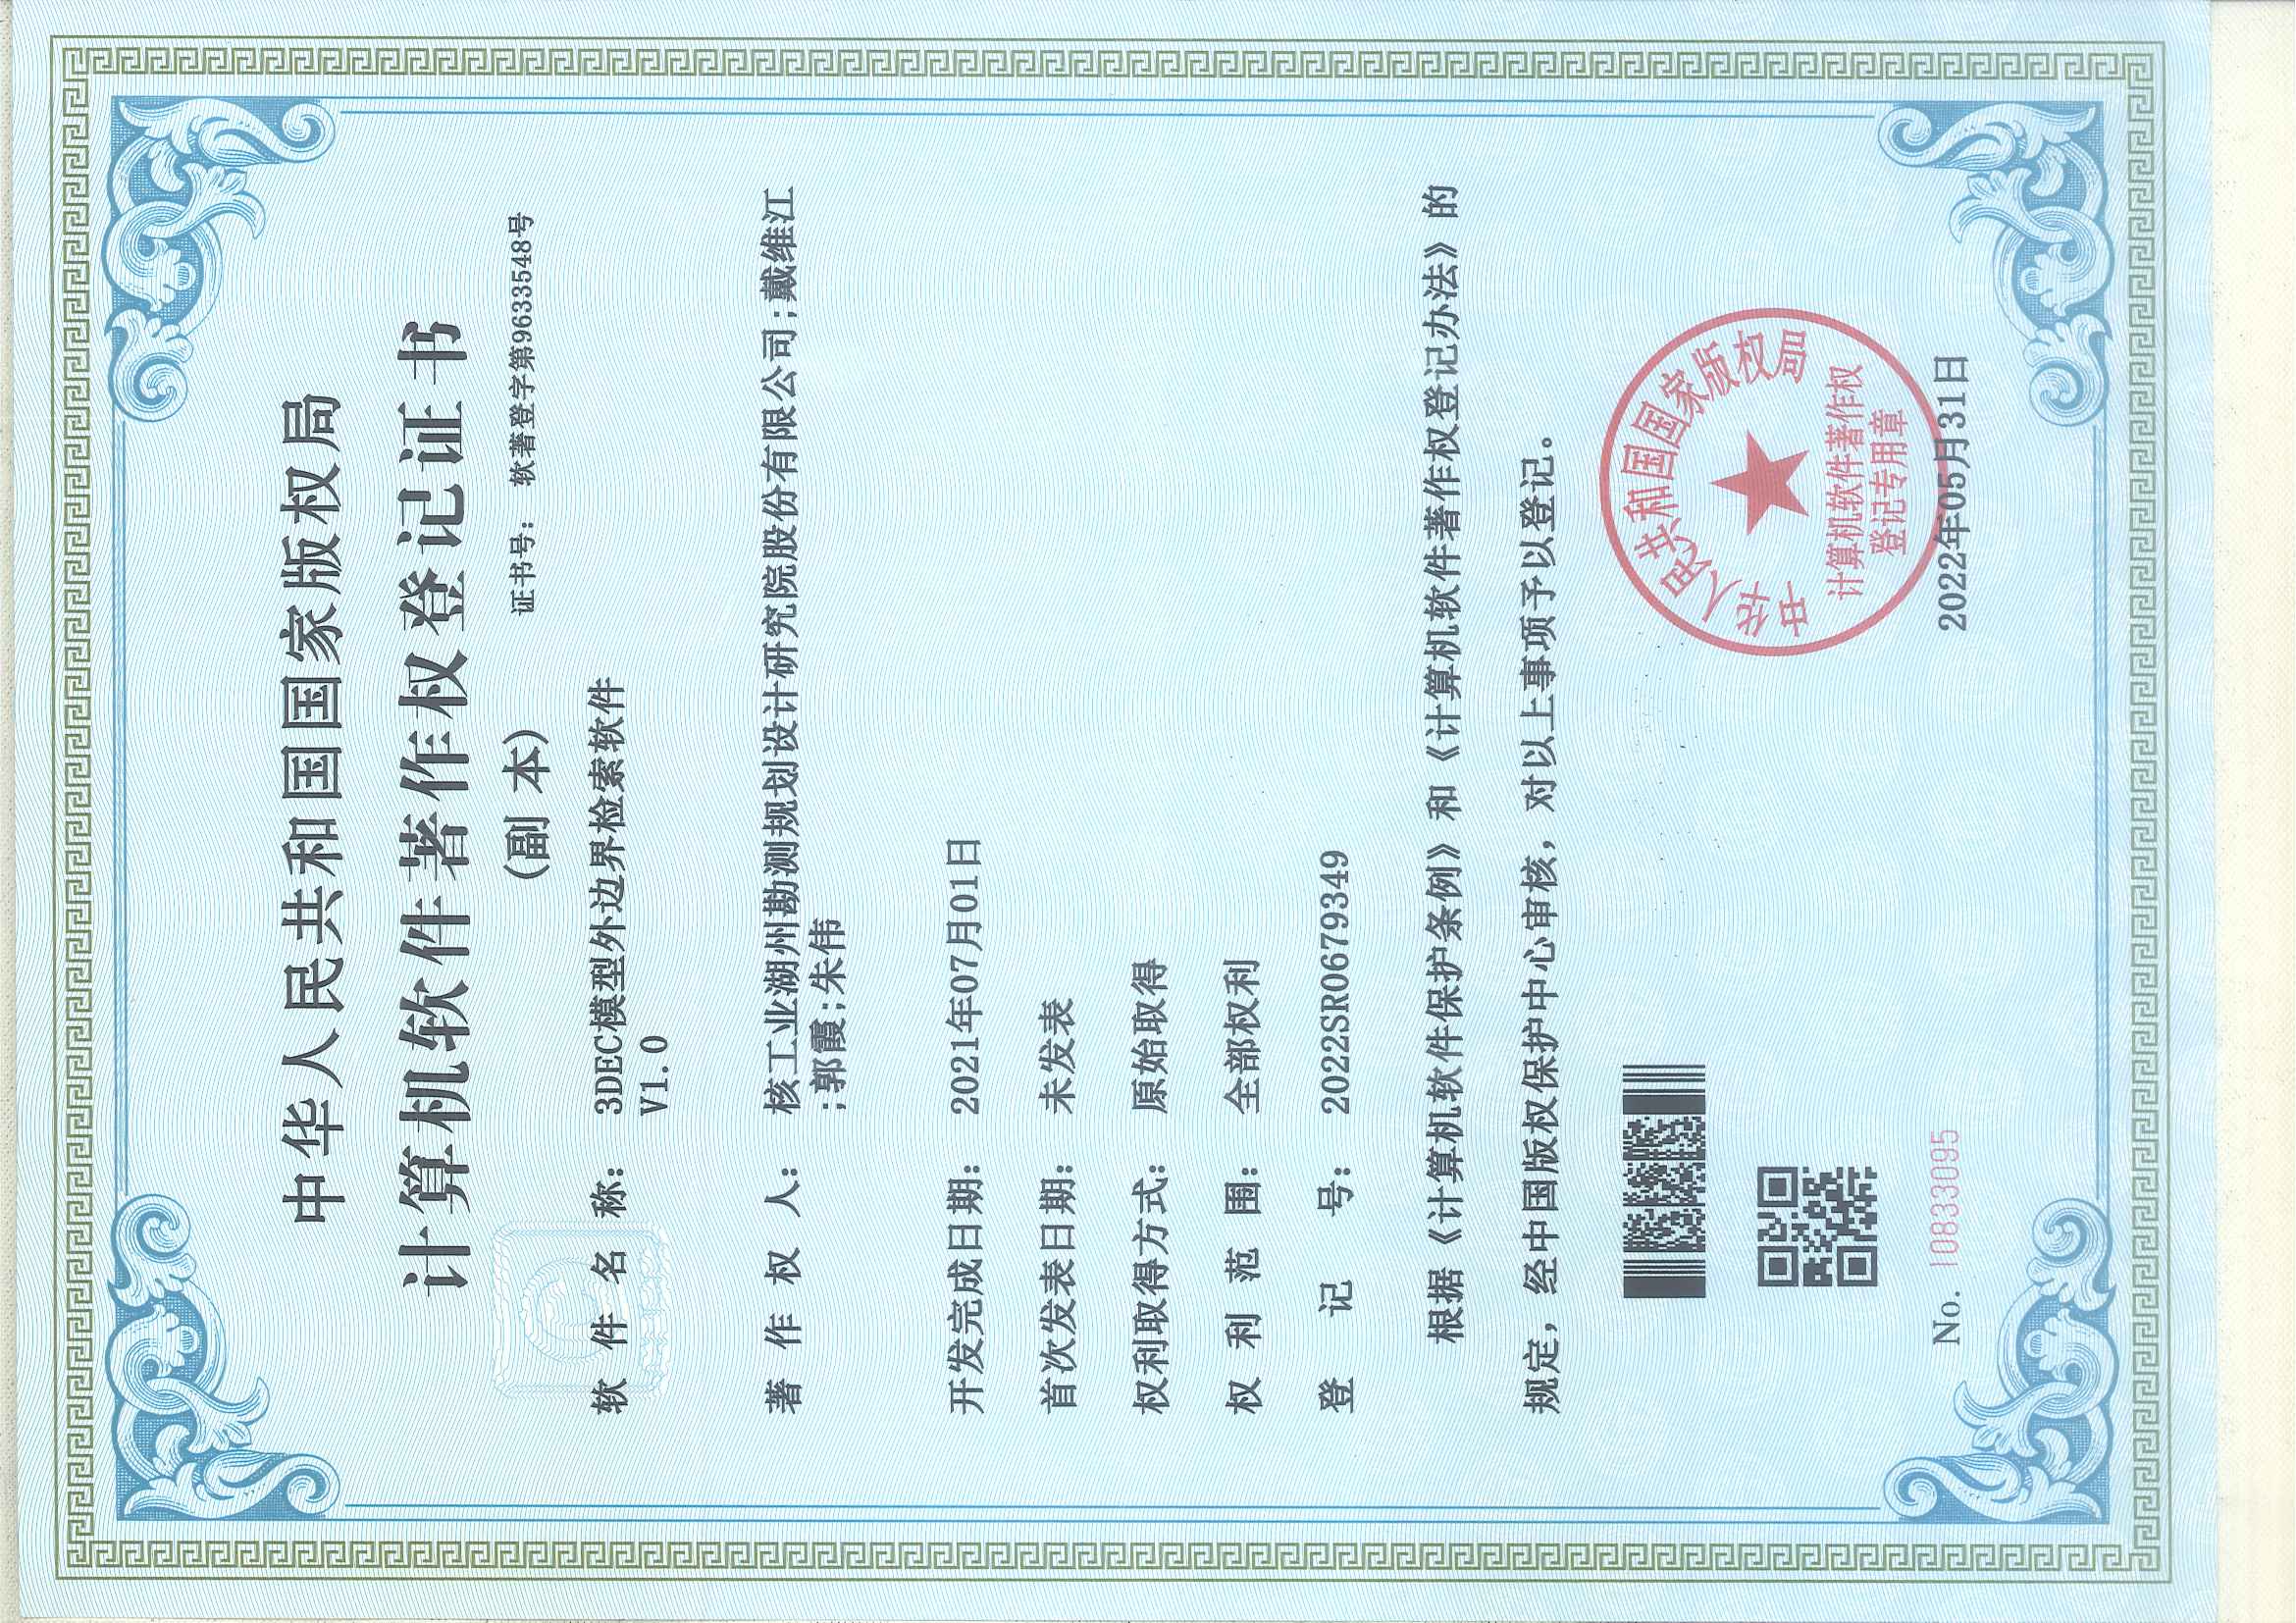 中华人民共和国国家版权局
计算机软件著作权登记证书
（副本）
证书号： 软著登字第9633548号
软件名称： 3DEC模型外边界检索软件
V1.0
著作权人： 核工业湖州勘测规划设计研究院股份有限公司;戴维江
;郭霞;朱伟
开发完成日期： 2021年07月01日
首次发表日期： 未发表
权利取得方式： 原始取得
权利范围： 全部权利
登记号： 2022SR0679349
根据《计算机软件保护条例》和《计算机软件著作权登记办法》的
规定，经中国版权保护中心审核，对以上事项予以登记。
中华人民共和国国家版权局
计算机软件著作权
登记专用章
No. 10833095
2022年05月31日